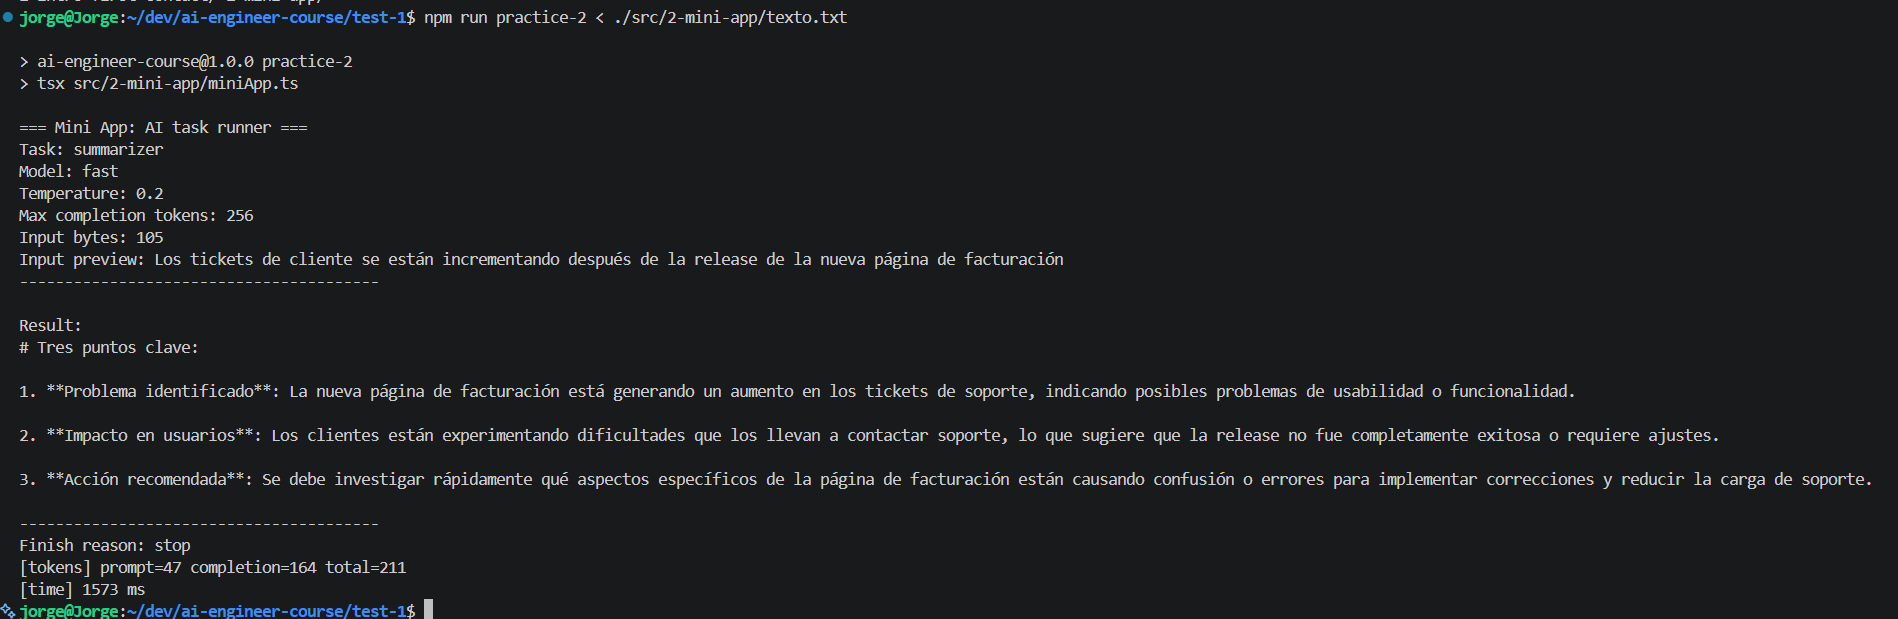 jorge@Jorge:~/dev/ai-engineer-course/test-1$ npm run practice-2 < ./src/2-mini-app/texto.txt
> ai-engineer-course@1.0.0 practice-2
> tsx src/2-mini-app/miniApp.ts
=== Mini App: AI task runner ===
Task: summarizer
Model: fast
Temperature: 0.2
Max completion tokens: 256
Input bytes: 105
Input preview: Los tickets de cliente se están incrementando después de la release de la nueva página de facturación
----------------------------------------
Result:
# Tres puntos clave:
1. **Problema identificado**: La nueva página de facturación está generando un aumento en los tickets de soporte, indicando posibles problemas de usabilidad o funcionalidad.
2. **Impacto en usuarios**: Los clientes están experimentando dificultades que los llevan a contactar soporte, lo que sugiere que la release no fue completamente exitosa o requiere ajustes.
3. **Acción recomendada**: Se debe investigar rápidamente qué aspectos específicos de la página de facturación están causando confusión o errores para implementar correcciones y reducir la carga de soporte.
----------------------------------------
Finish reason: stop
[tokens] prompt=47 completion=164 total=211
[time] 1573 ms
jorge@Jorge:~/dev/ai-engineer-course/test-1$